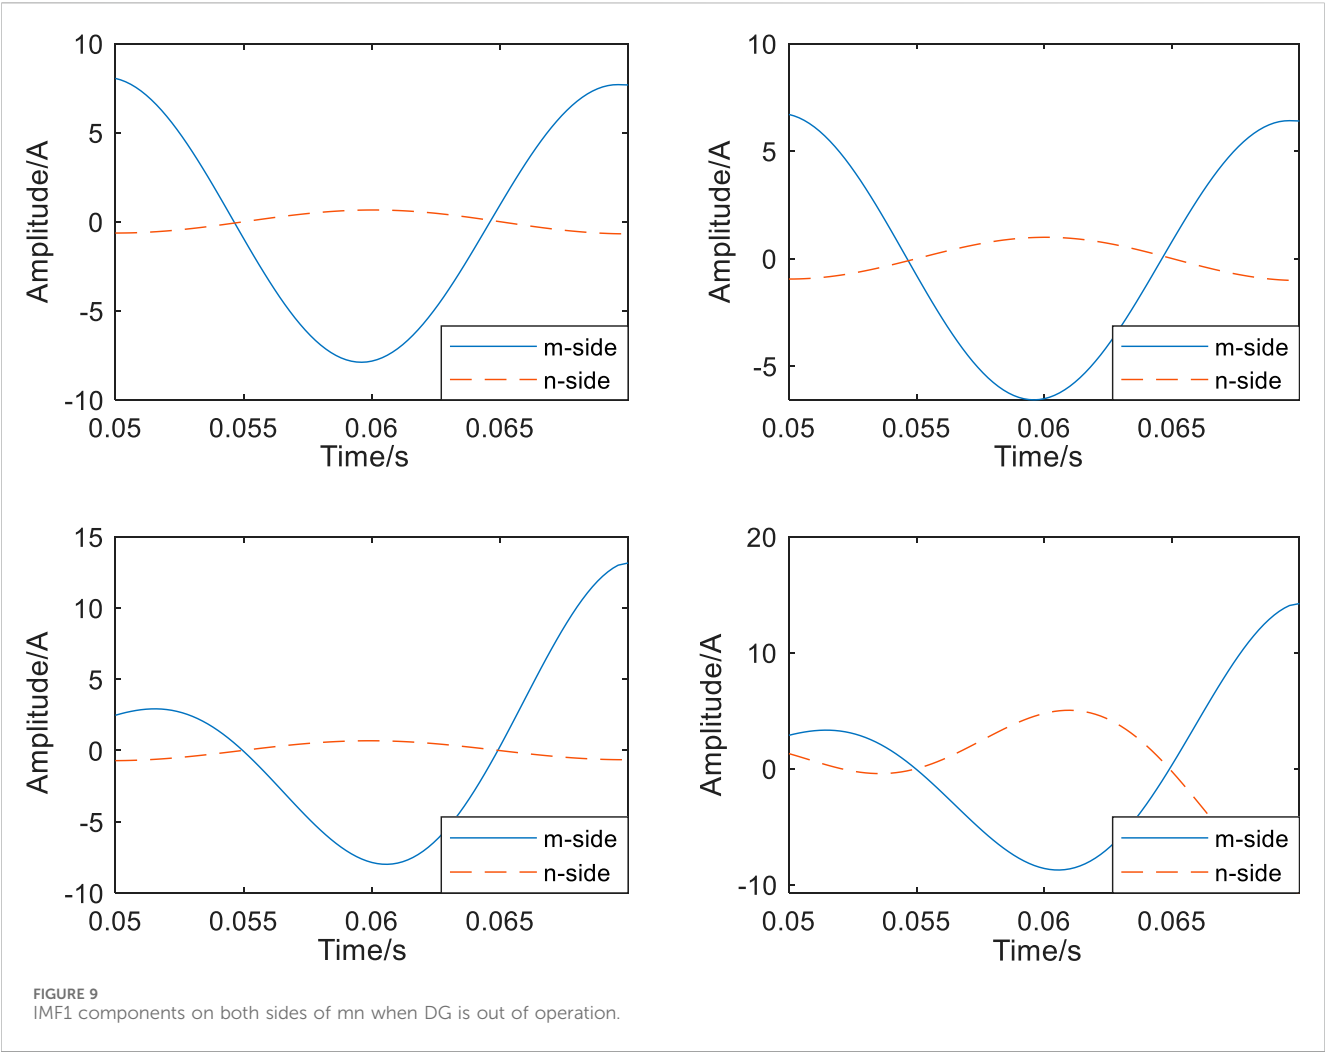 10
5
0
-5
-10
Amplitude/A
0.05 0.055 0.06 0.065
Time/s
m-side
n-side
10
5
0
-5
Amplitude/A
0.05 0.055 0.06 0.065
Time/s
m-side
n-side
15
10
5
0
-5
-10
Amplitude/A
0.05 0.055 0.06 0.065
Time/s
m-side
n-side
20
10
0
-10
Amplitude/A
0.05 0.055 0.06 0.065
Time/s
m-side
n-side
FIGURE 9
IMF1 components on both sides of mn when DG is out of operation.